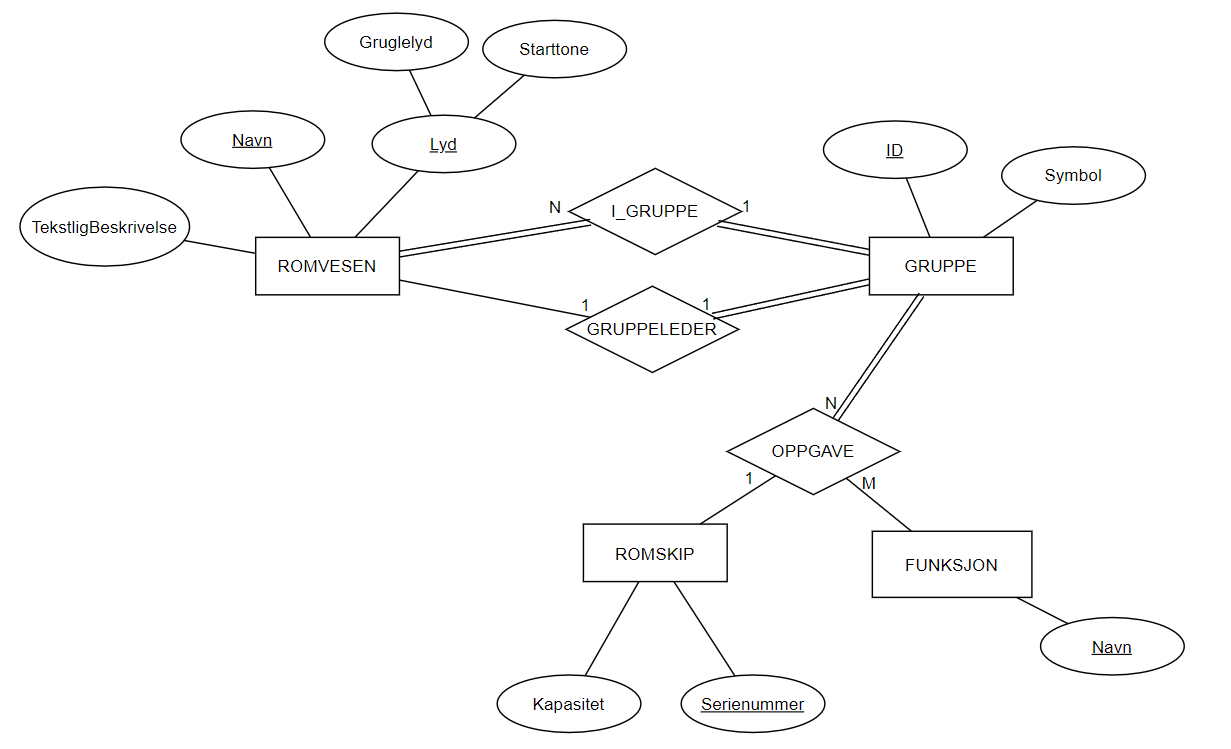 Gruglelyd
Starttone
Navn
Lyd
ID
Symbol
TekstligBeskrivelse
N
I_GRUPPE
1
ROMVESEN
GRUPPE
1
1
GRUPPELEDER
N
OPPGAVE
1
M
ROMSKIP
FUNKSJON
Navn
Kapasitet
Serienummer